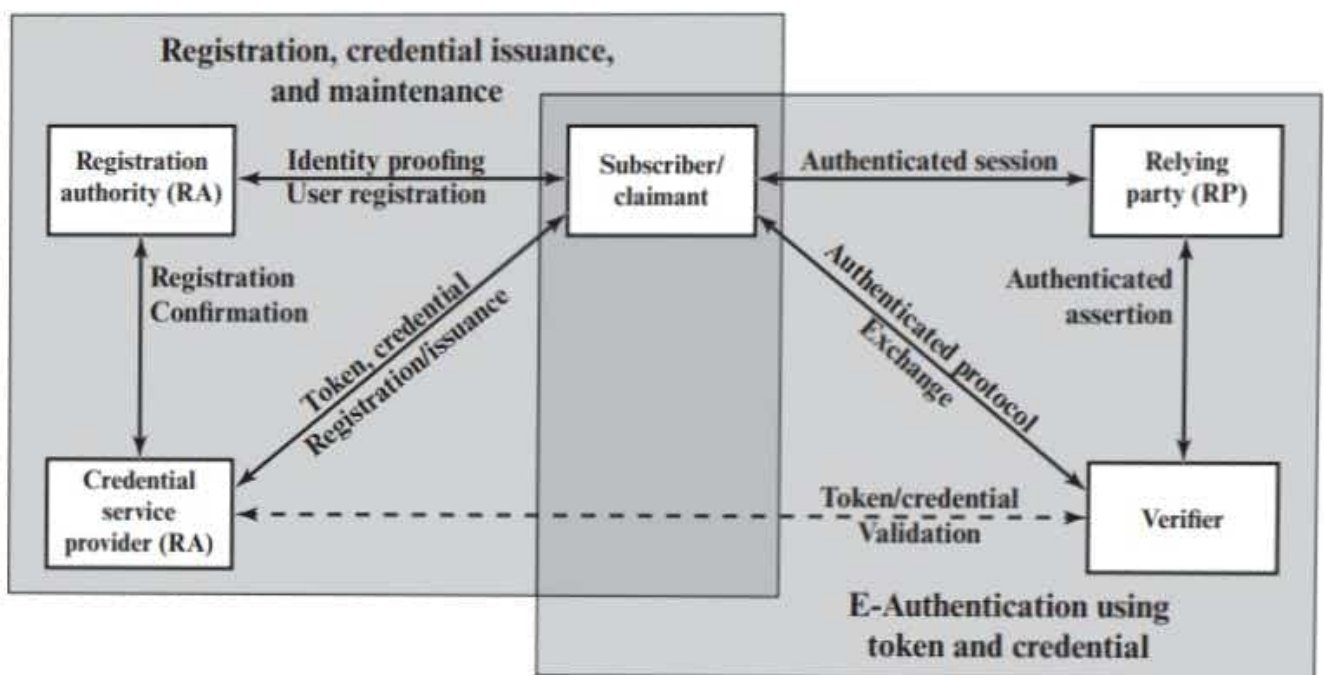 Registration, credential issuance,
and maintenance
Registration
authority (RA)
Identity proofing
User registration
Subscriber/
claimant
Authenticated session
Relying
party (RP)
Registration
Confirmation
Token, credential
Registration/issuance
Authenticated protocol
Exchange
Authenticated
assertion
Credential
service
provider (RA)
Token/credential
Validation
Verifier
E-Authentication using
token and credential